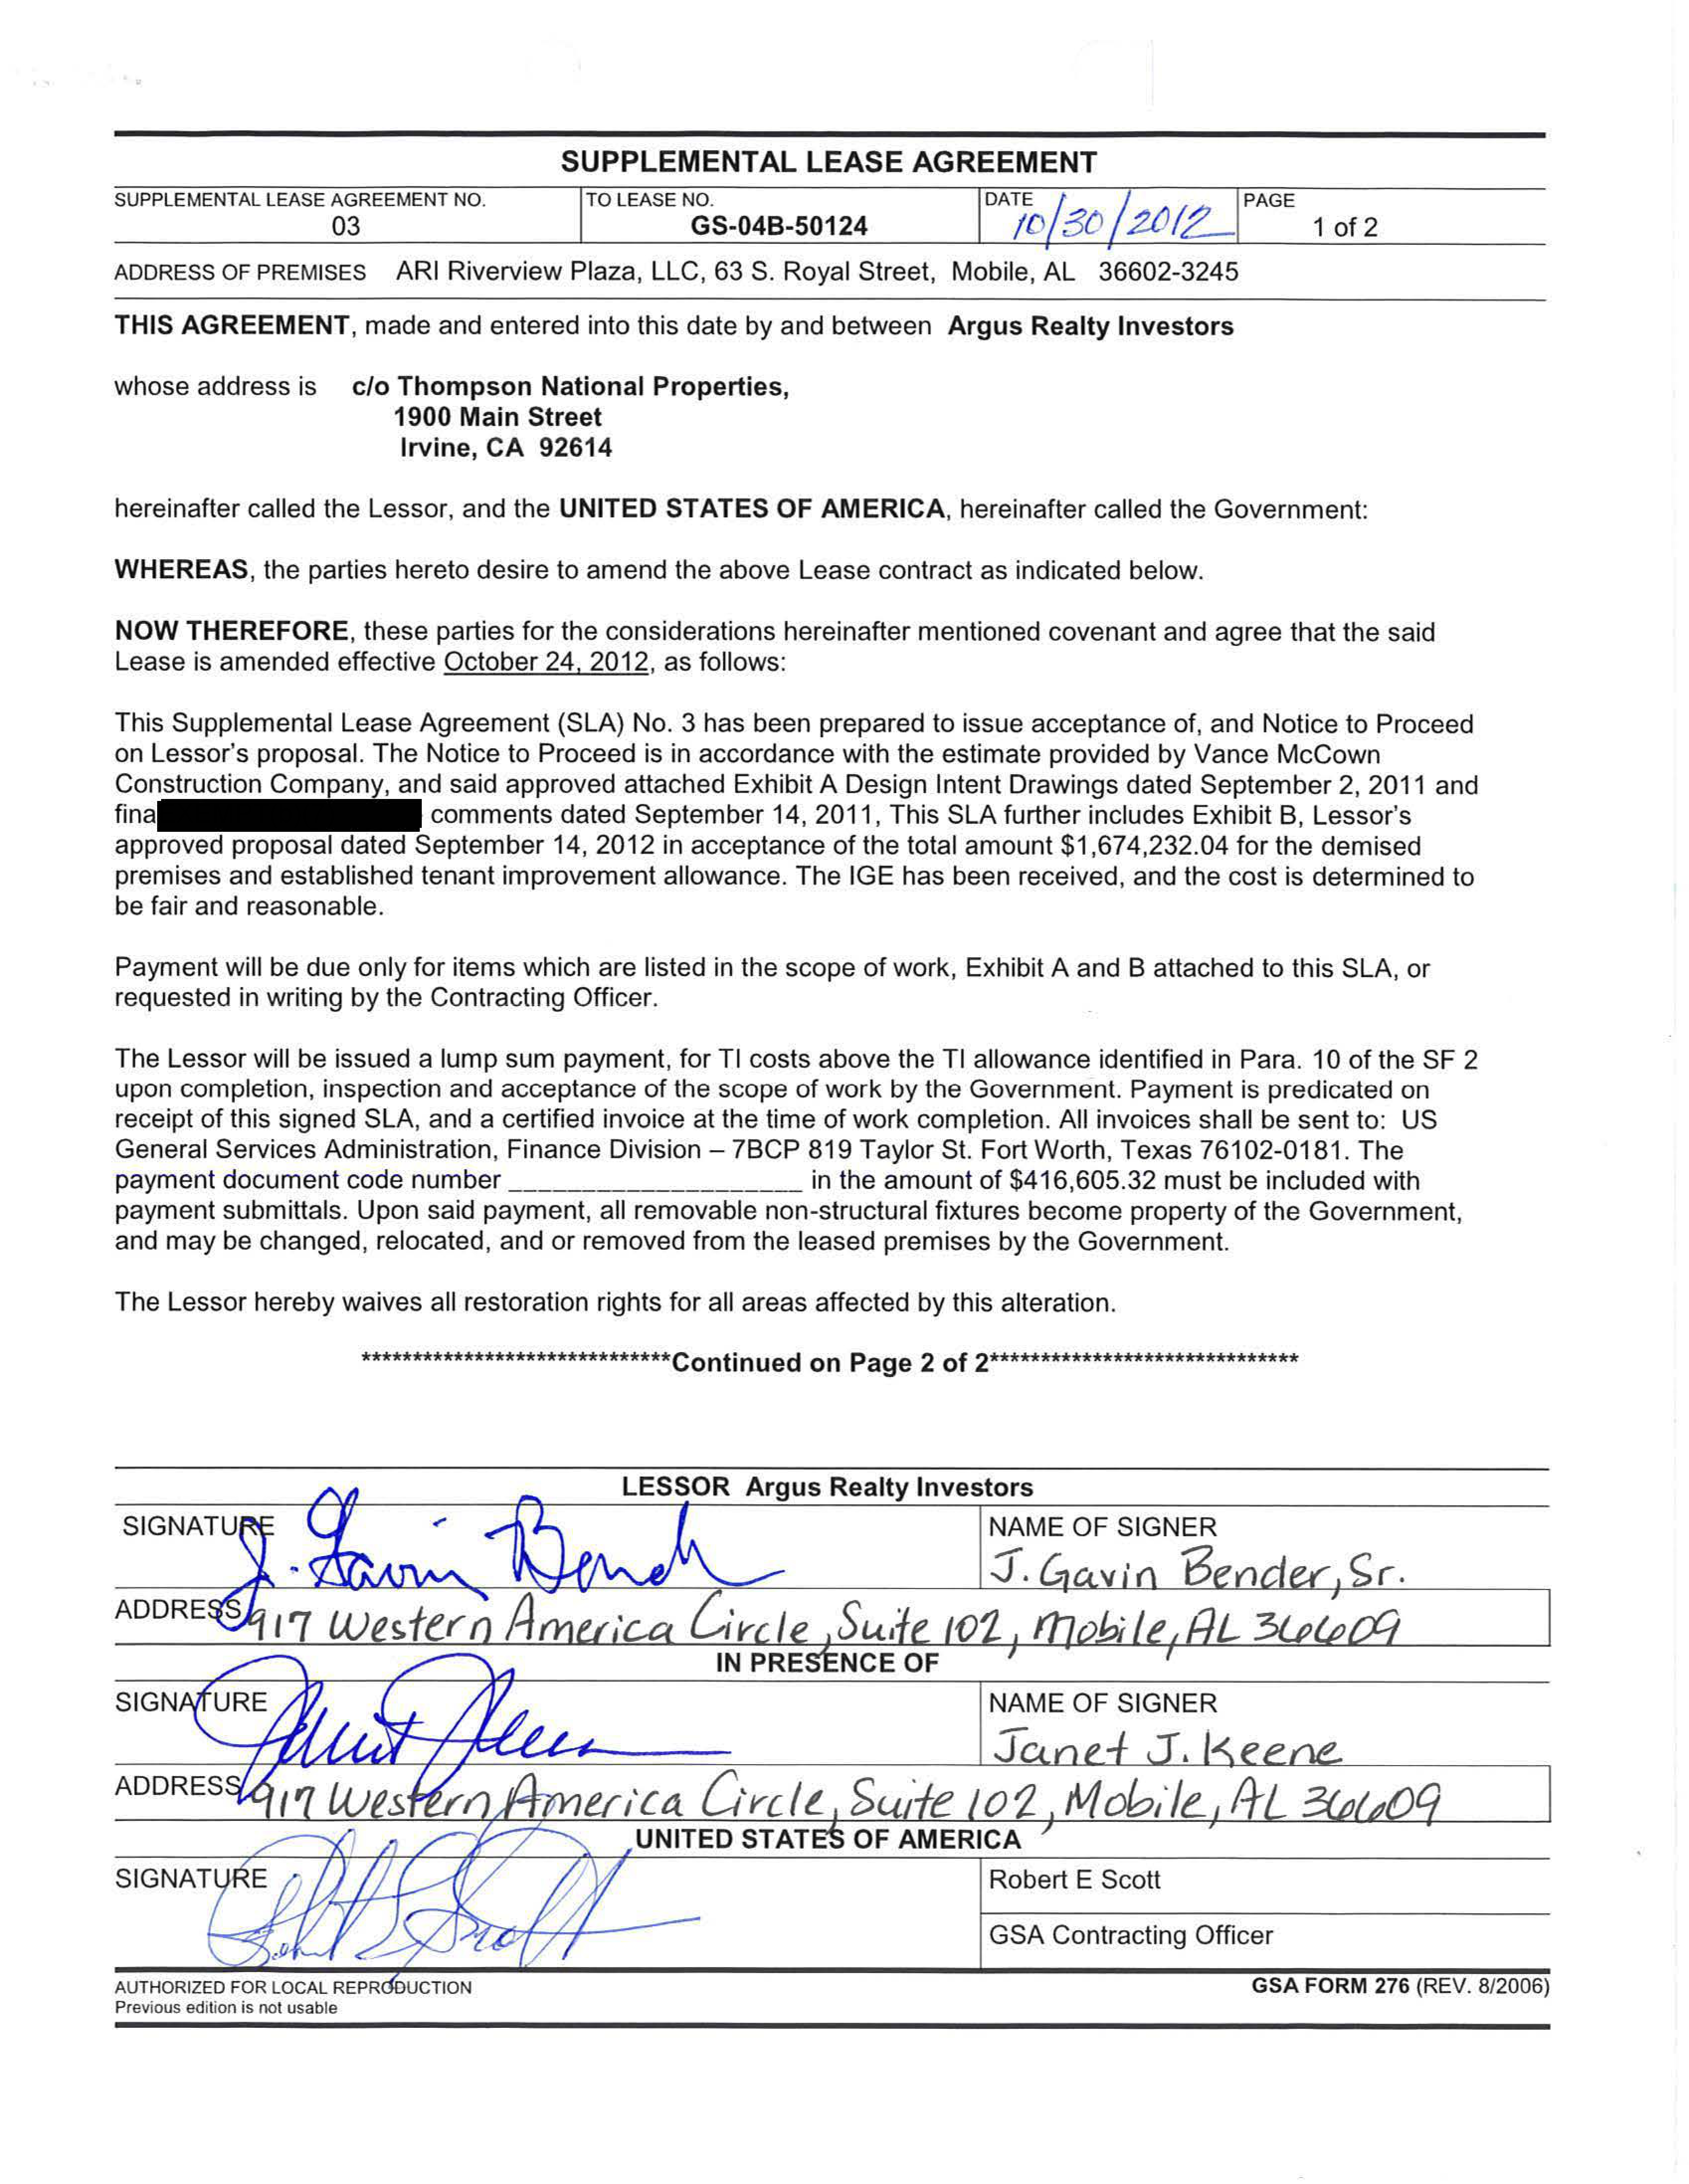 SUPPLEMENTAL LEASE AGREEMENT
SUPPLEMENTAL LEASE AGREEMENT NO. TO LEASE NO. DATE PAGE
03 GS-04B-50124 10/30/2012 1 of 2
ADDRESS OF PREMISES ARI Riverview Plaza, LLC, 63 S. Royal Street, Mobile, AL 36602-3245
THIS AGREEMENT, made and entered into this date by and between Argus Realty Investors
whose address is c/o Thompson National Properties,
1900 Main Street
Irvine, CA 92614
hereinafter called the Lessor, and the UNITED STATES OF AMERICA, hereinafter called the Government:
WHEREAS, the parties hereto desire to amend the above Lease contract as indicated below.
NOW THEREFORE, these parties for the considerations hereinafter mentioned covenant and agree that the said
Lease is amended effective October 24, 2012, as follows:
This Supplemental Lease Agreement (SLA) No. 3 has been prepared to issue acceptance of, and Notice to Proceed
on Lessor's proposal. The Notice to Proceed is in accordance with the estimate provided by Vance McCown
Construction Company, and said approved attached Exhibit A Design Intent Drawings dated September 2, 2011 and
fina comments dated September 14, 2011, This SLA further includes Exhibit B, Lessor's
approved proposal dated September 14, 2012 in acceptance of the total amount $1,674,232.04 for the demised
premises and established tenant improvement allowance. The IGE has been received, and the cost is determined to
be fair and reasonable.
Payment will be due only for items which are listed in the scope of work, Exhibit A and B attached to this SLA, or
requested in writing by the Contracting Officer.
The Lessor will be issued a lump sum payment, for TI costs above the TI allowance identified in Para. 10 of the SF 2
upon completion, inspection and acceptance of the scope of work by the Government. Payment is predicated on
receipt of this signed SLA, and a certified invoice at the time of work completion. All invoices shall be sent to: US
General Services Administration, Finance Division – 7BCP 819 Taylor St. Fort Worth, Texas 76102-0181. The
payment document code number ____________________ in the amount of $416,605.32 must be included with
payment submittals. Upon said payment, all removable non-structural fixtures become property of the Government,
and may be changed, relocated, and or removed from the leased premises by the Government.
The Lessor hereby waives all restoration rights for all areas affected by this alteration.
******************************Continued on Page 2 of 2******************************
LESSOR Argus Realty Investors
SIGNATURE J. Gavin Bender NAME OF SIGNER
J. Gavin Bender, Sr.
ADDRESS 917 Western America Circle, Suite 102, Mobile, AL 36609
IN PRESENCE OF
SIGNATURE Janet Keene NAME OF SIGNER
Janet J. Keene
ADDRESS 917 Western America Circle, Suite 102, Mobile, AL 36609
UNITED STATES OF AMERICA
SIGNATURE Robert E Scott Robert E Scott
GSA Contracting Officer
AUTHORIZED FOR LOCAL REPRODUCTION GSA FORM 276 (REV. 8/2006)
Previous edition is not usable